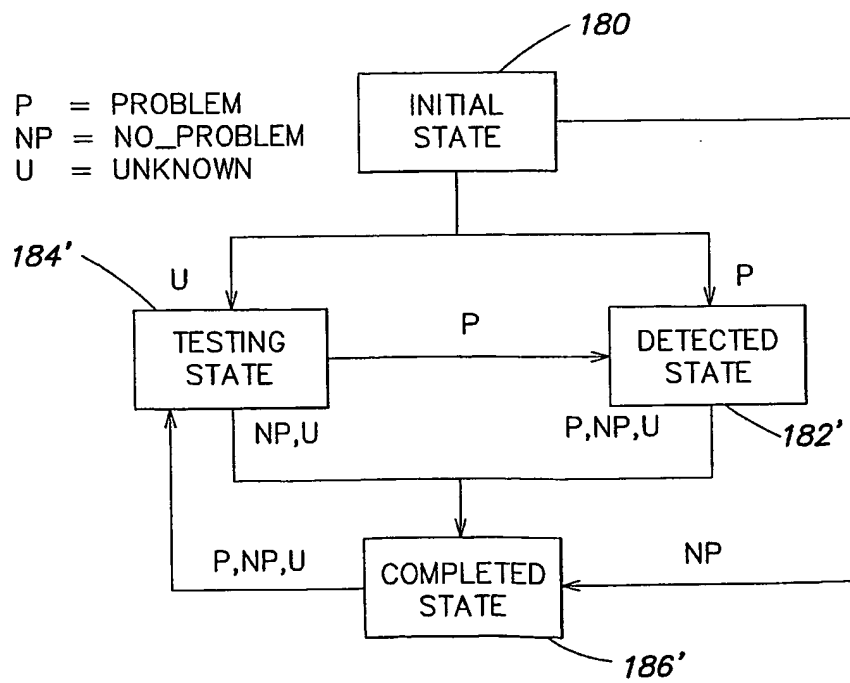 180
INITIAL
STATE
P = PROBLEM
NP = NO_PROBLEM
U = UNKNOWN
184'
U
P
TESTING
STATE
P
DETECTED
STATE
NP,U
P,NP,U
182'
P,NP,U
COMPLETED
STATE
NP
186'